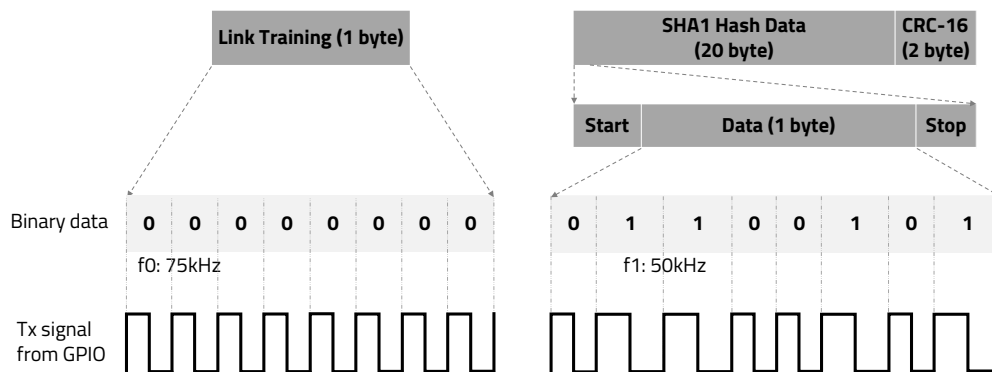 Link Training (1 byte)
SHA1 Hash Data
(20 byte)
CRC-16
(2 byte)
Start
Data (1 byte)
Stop
Binary data
0 0 0 0 0 0 0 0
0 1 1 0 0 1 0 1
f0: 75kHz
f1: 50kHz
Tx signal
from GPIO